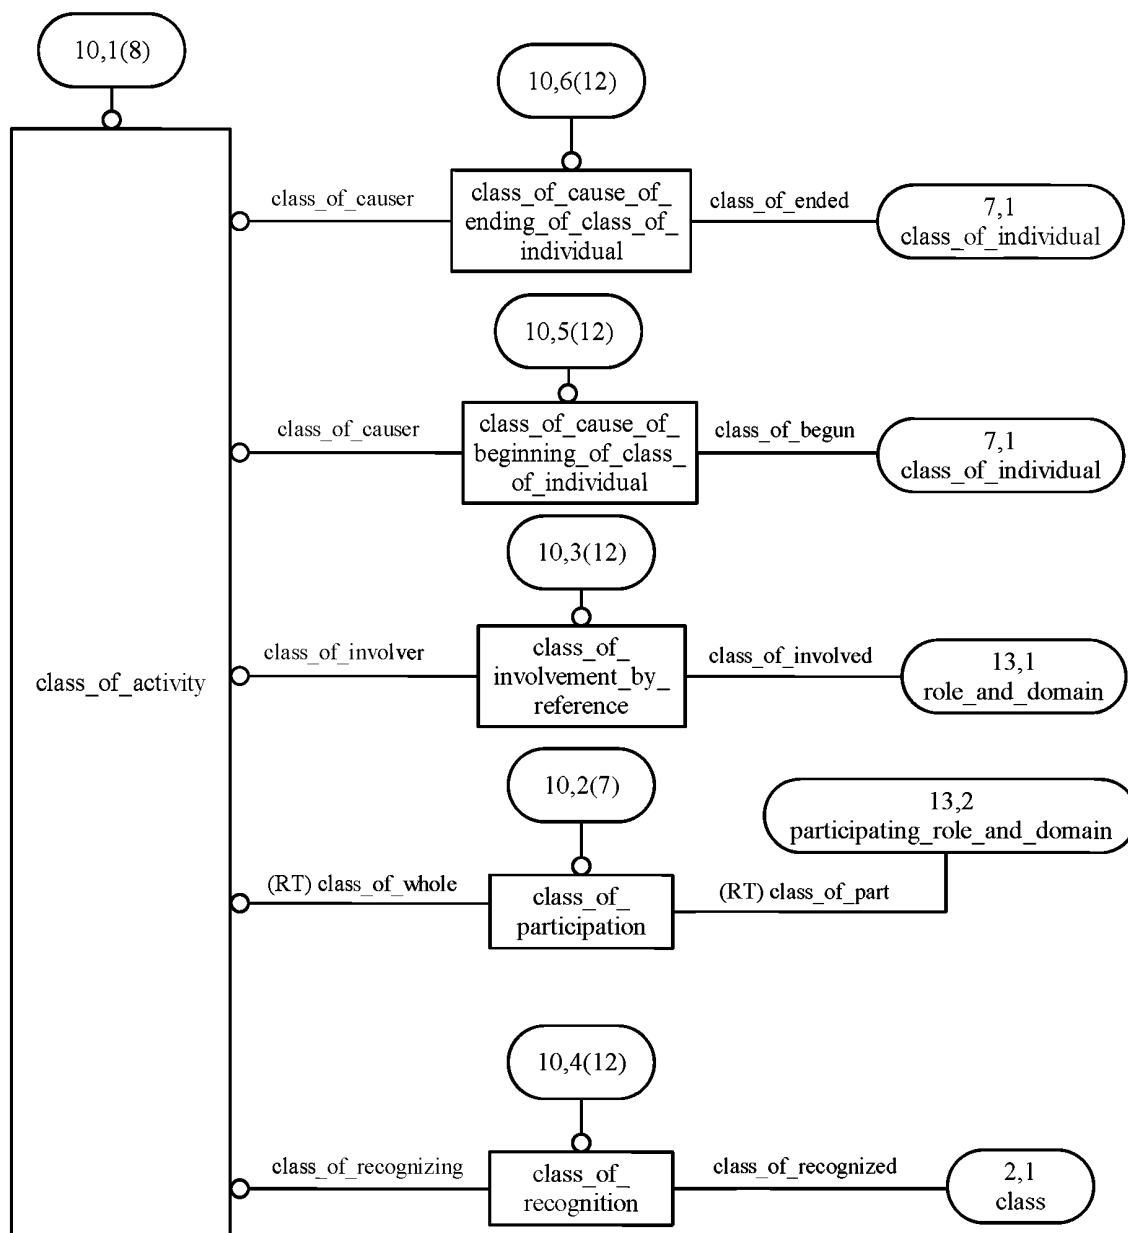 10,1(8)
10,6(12)
class_of_causer
class_of_cause_of_
ending_of_class_of_
individual
class_of_ended
7,1
class_of_individual
10,5(12)
class_of_causer
class_of_cause_of_
beginning_of_class_
of_individual
class_of_begun
7,1
class_of_individual
10,3(12)
class_of_activity
class_of_involver
class_of_
involvement_by_
reference
class_of_involved
13,1
role_and_domain
10,2(7)
13,2
participating_role_and_domain
(RT) class_of_whole
class_of_
participation
(RT) class_of_part
10,4(12)
class_of_recognizing
class_of_
recognition
class_of_recognized
2,1
class